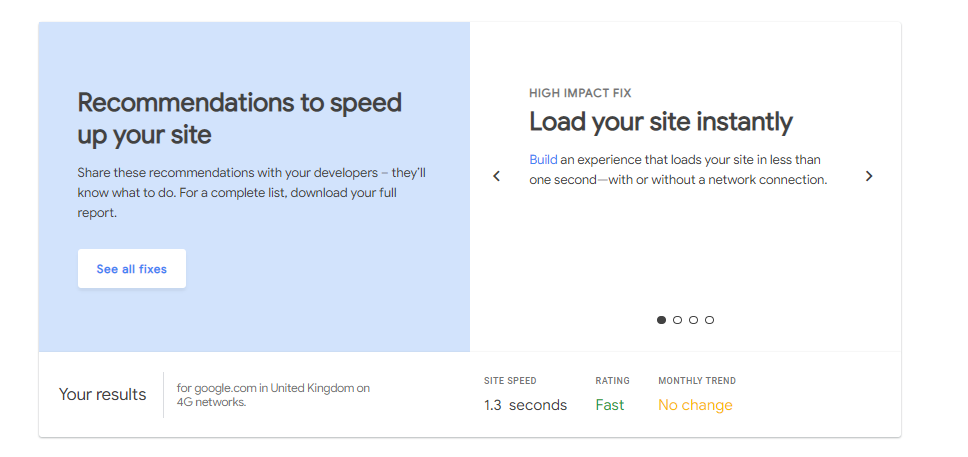 Recommendations to speed
up your site
Share these recommendations with your developers – they'll
know what to do. For a complete list, download your full
report.
See all fixes
HIGH IMPACT FIX
Load your site instantly
Build an experience that loads your site in less than
one second—with or without a network connection.
Your results
for google.com in United Kingdom on
4G networks.
SITE SPEED
1.3 seconds
RATING
Fast
MONTHLY TREND
No change